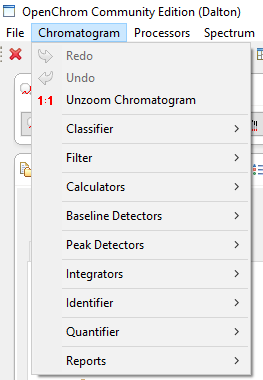 OpenChrom Community Edition (Dalton)
File Chromatogram Processors Spectrum
Redo
Undo
1:1 Unzoom Chromatogram
Classifier
Filter
Calculators
Baseline Detectors
Peak Detectors
Integrators
Identifier
Quantifier
Reports